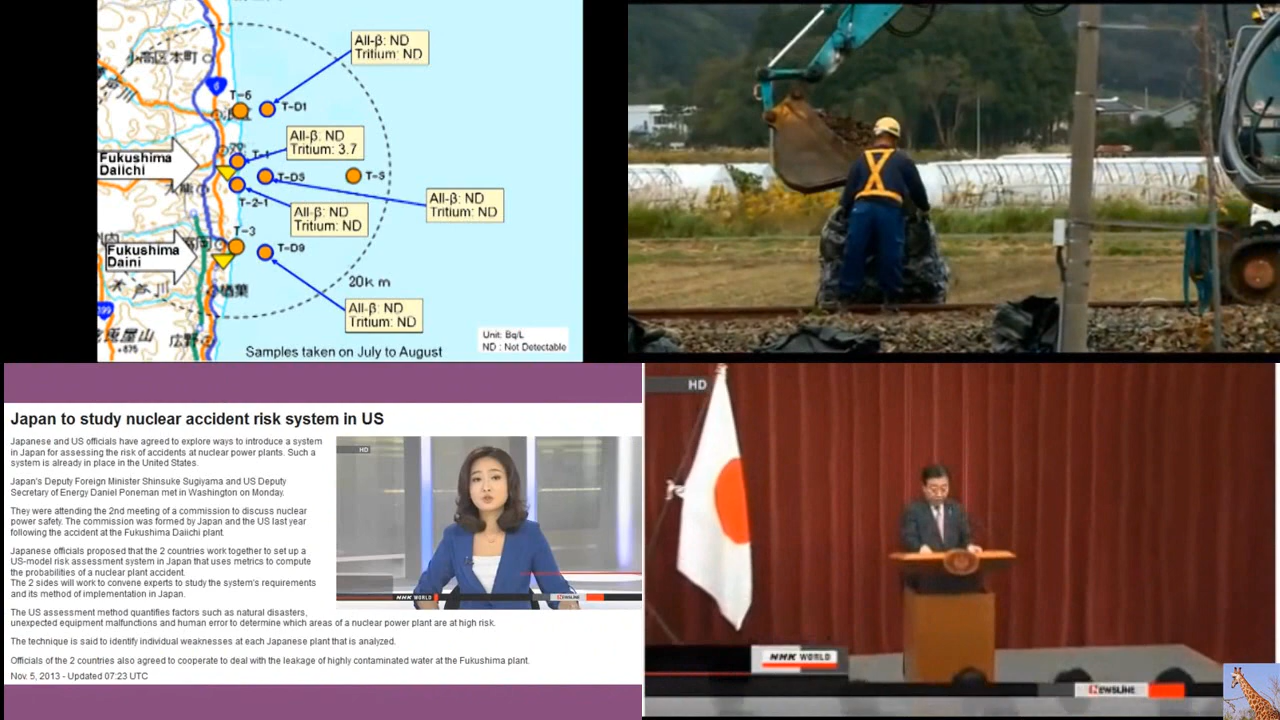 All-β: ND
Tritium: ND
小高区本町
6
T-6
T-D1
All-β: ND
Tritium: 3.7
Fukushima
Daiichi
T-1
T-D5
T-S
All-β: ND
Tritium: ND
T-2-1
All-β: ND
Tritium: ND
T-3
Fukushima
Daini
T-D9
20km
All-β: ND
Tritium: ND
楢葉
広野
・875
399
Unit: Bq/L
ND : Not Detectable
Samples taken on July to August
Japan to study nuclear accident risk system in US
Japanese and US officials have agreed to explore ways to introduce a system
in Japan for assessing the risk of accidents at nuclear power plants. Such a
system is already in place in the United States.
Japan's Deputy Foreign Minister Shinsuke Sugiyama and US Deputy
Secretary of Energy Daniel Poneman met in Washington on Monday.
They were attending the 2nd meeting of a commission to discuss nuclear
power safety. The commission was formed by Japan and the US last year
following the accident at the Fukushima Daiichi plant.
Japanese officials proposed that the 2 countries work together to set up a
US-model risk assessment system in Japan that uses metrics to compute
the probabilities of a nuclear plant accident.
The 2 sides will work to convene experts to study the system's requirements
and its method of implementation in Japan.
The US assessment method quantifies factors such as natural disasters,
unexpected equipment malfunctions and human error to determine which areas of a nuclear power plant are at high risk.
The technique is said to identify individual weaknesses at each Japanese plant that is analyzed.
Officials of the 2 countries also agreed to cooperate to deal with the leakage of highly contaminated water at the Fukushima plant.
Nov. 5, 2013 - Updated 07:23 UTC
HD
NHK WORLD
NEWSLINE
HD
NHK WORLD
NEWSLINE